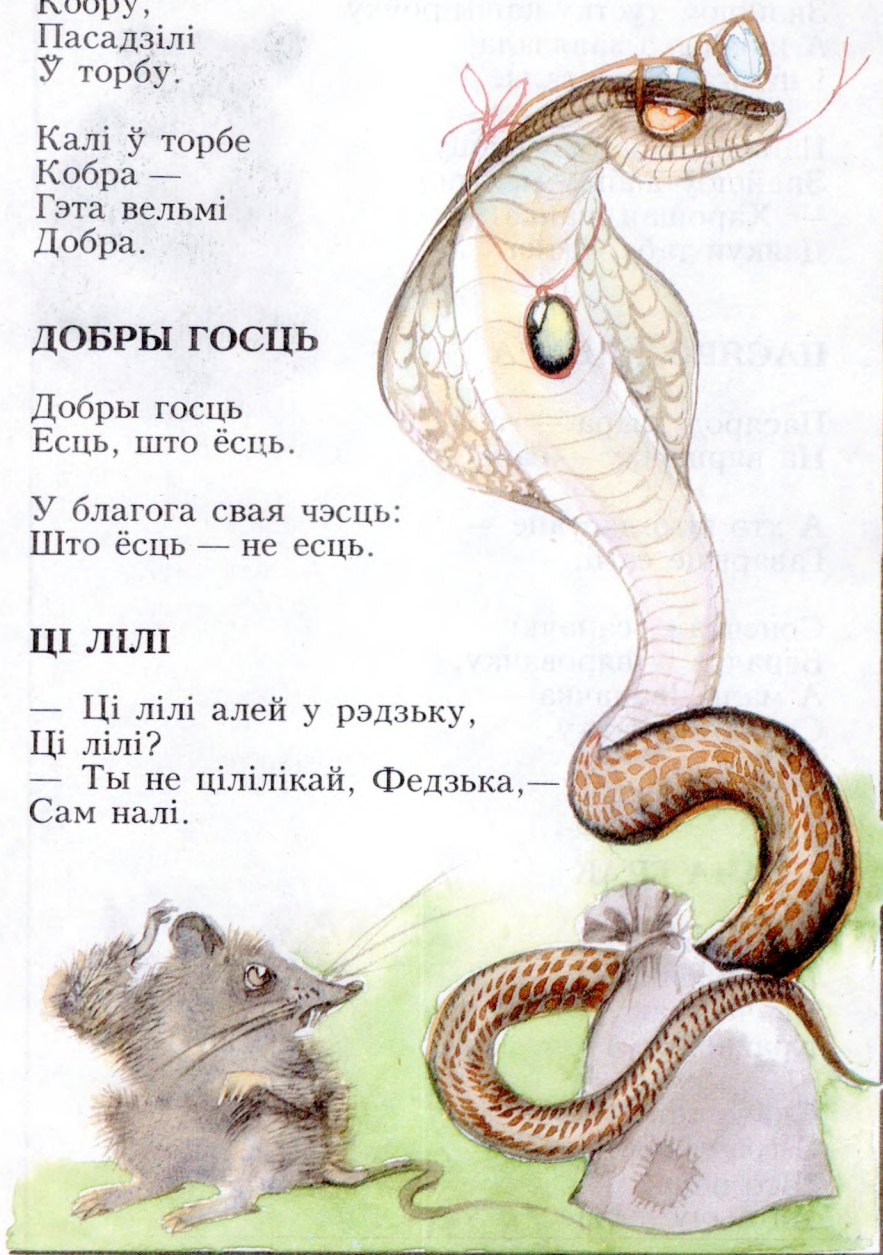 Кобру,
Пасадзілі
Ў торбу.
Калі ў торбе
Кобра —
Гэта вельмі
Добра.
ДОБРЫ ГОСЦЬ
Добры госць
Есць, што ёсць.
У благога свая чэсць:
Што ёсць — не есць.
ЦІ ЛІЛІ
— Ці лілі алей у рэдзьку,
Ці лілі?
— Ты не цілілікай, Федзька,—
Сам налі.